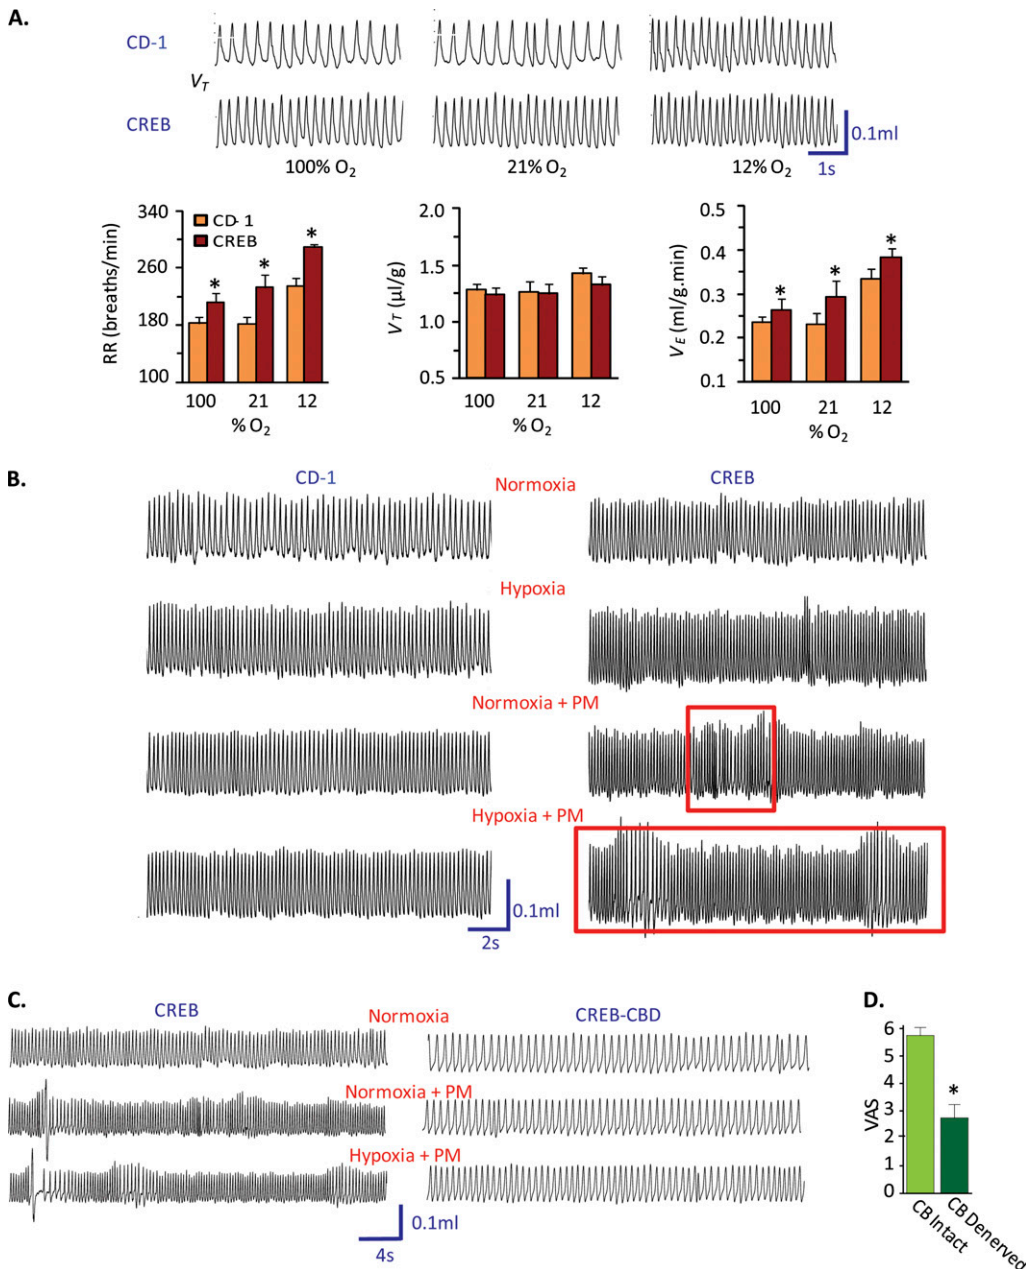 A.
CD-1
V_T
CREB
100% O₂
21% O₂
12% O₂
0.1ml
1s
RR (breaths/min)
340
260
180
100
CD-1
CREB
*
*
*
100
21
12
% O₂
V_T (µl/g)
2.0
1.5
1.0
0.5
100
21
12
% O₂
V_E (ml/g.min)
0.5
0.4
0.3
0.2
0.1
*
*
*
100
21
12
% O₂
B.
CD-1
Normoxia
CREB
Hypoxia
Normoxia + PM
Hypoxia + PM
0.1ml
2s
C.
CREB
Normoxia
CREB-CBD
Normoxia + PM
Hypoxia + PM
0.1ml
4s
D.
VAS
6
5
4
3
2
1
0
*
CB Intact
CB Denerved